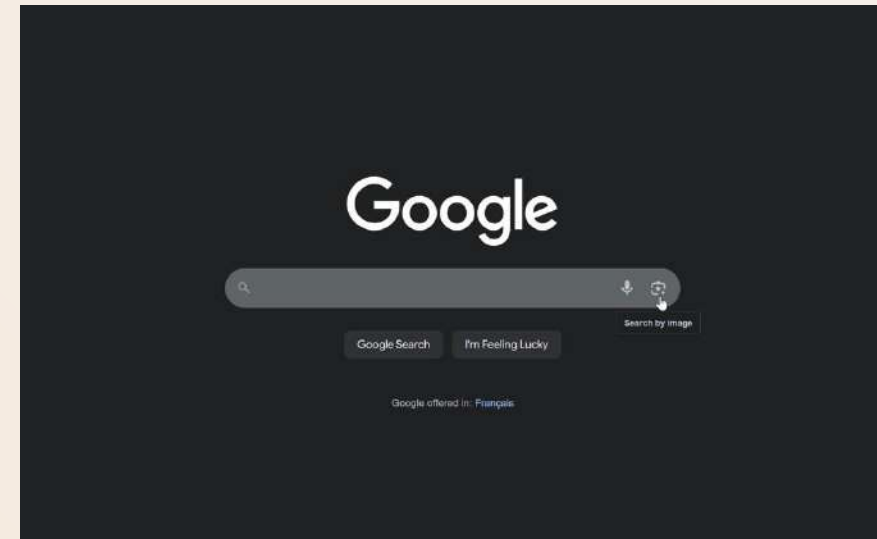 Google
Search by image
Google Search
I'm Feeling Lucky
Google offered in: Français